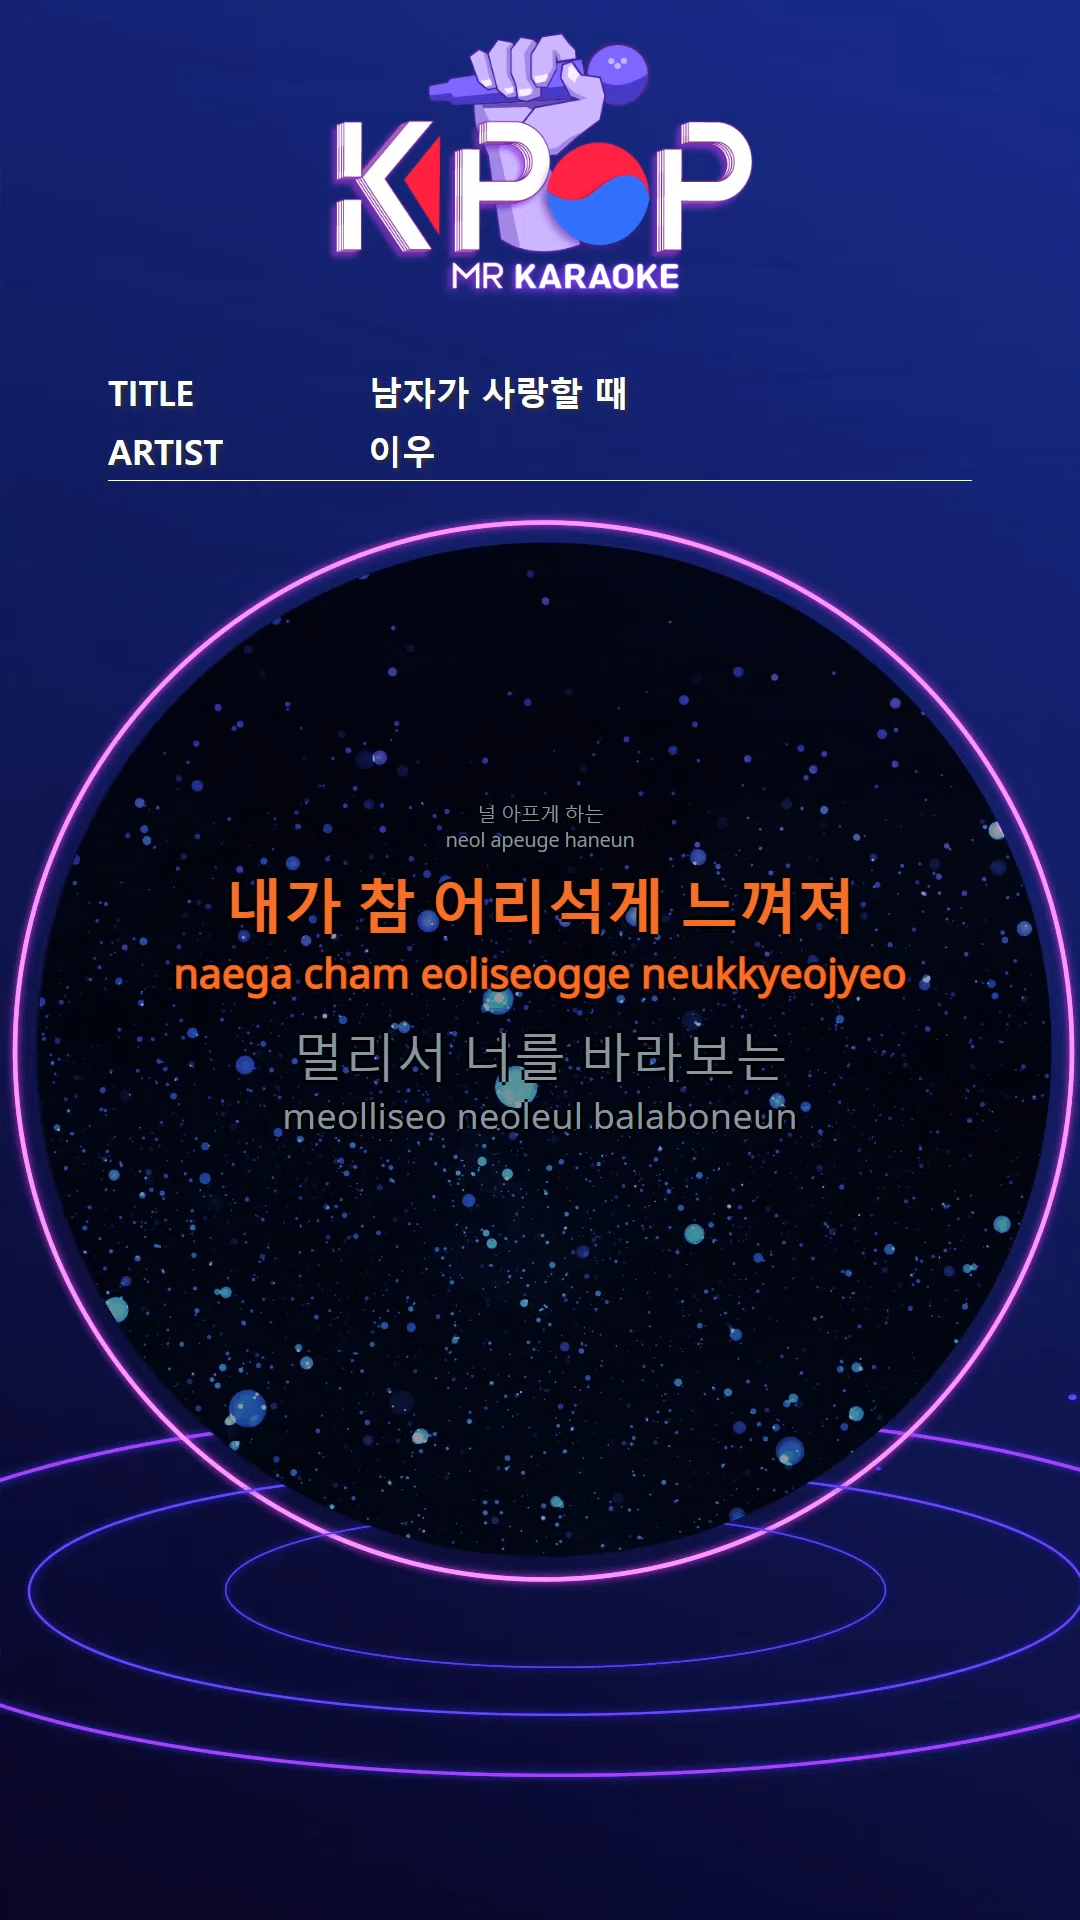 KPOP
MR KARAOKE
TITLE 남자가 사랑할 때
ARTIST 이우
널 아프게 하는
neol apeuge haneun
내가 참 어리석게 느껴져
naega cham eoliseogge neukkyeojyeo
멀리서 너를 바라보는
meolliseo neoleul balaboneun